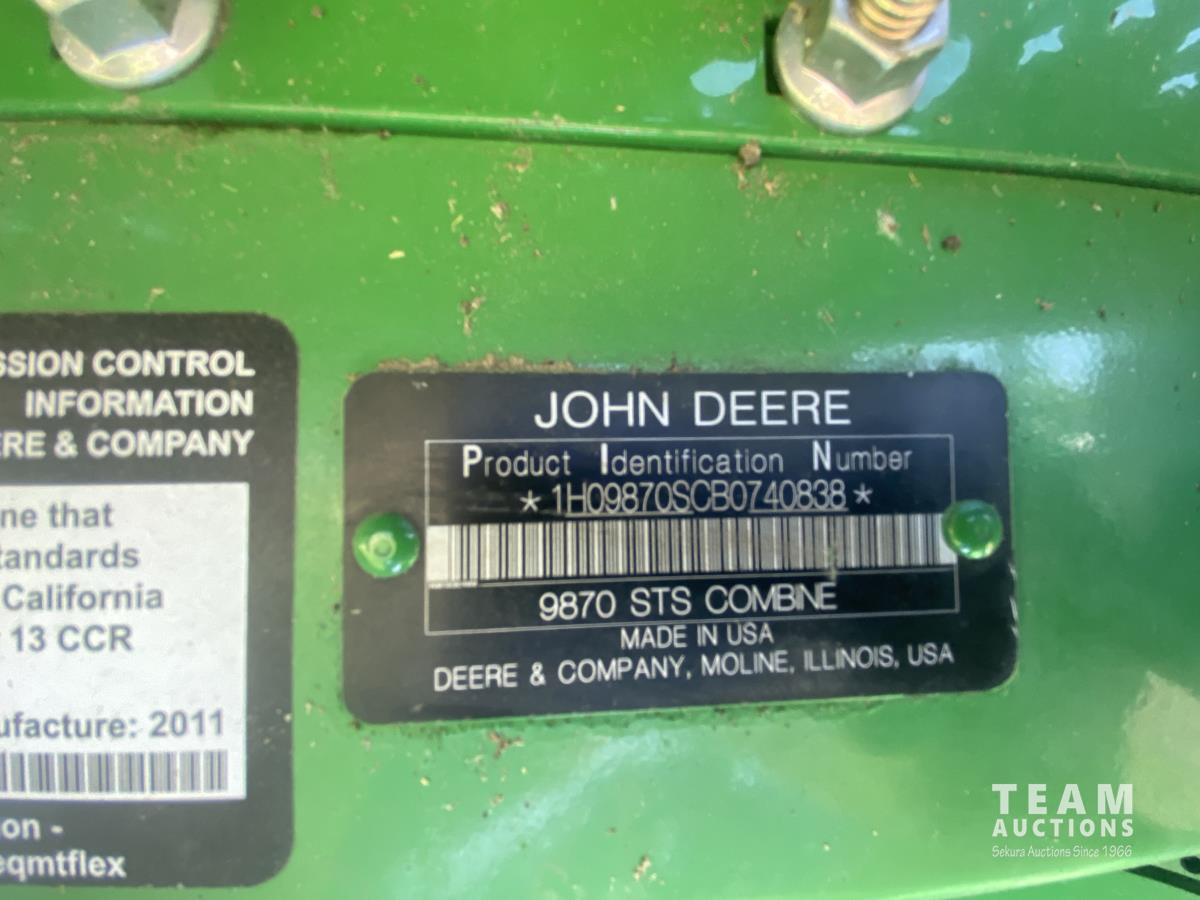 SSION CONTROL
INFORMATION
ERE & COMPANY
ne that
tandards
California
13 CCR
ufacture: 2011
on -
eqmtflex
JOHN DEERE
Product Identification Number
*1H09870SCB0740838*
9870 STS COMBINE
MADE IN USA
DEERE & COMPANY, MOLINE, ILLINOIS, USA
TEAM
AUCTIONS
Sekura Auctions Since 1966